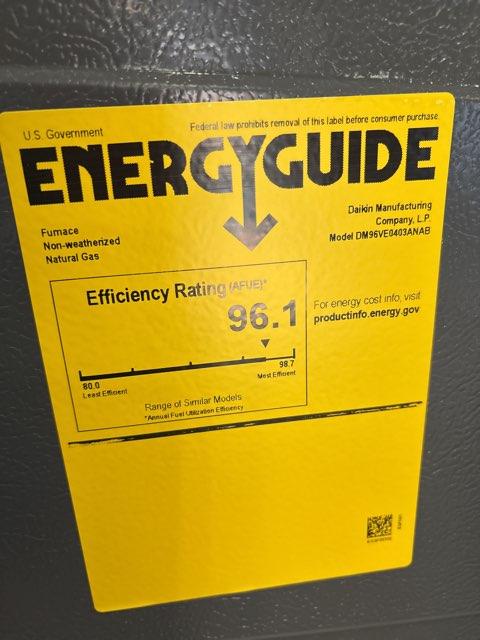 U.S. Government
Federal law prohibits removal of this label before consumer purchase.
ENERGYGUIDE
Furnace
Non-weatherized
Natural Gas
Daikin Manufacturing
Company, L.P.
Model DM96VE0403ANAB
Efficiency Rating (AFUE)*
96.1
For energy cost info, visit
productinfo.energy.gov
80.0
Least Efficient
98.7
Most Efficient
Range of Similar Models
*Annual Fuel Utilization Efficiency